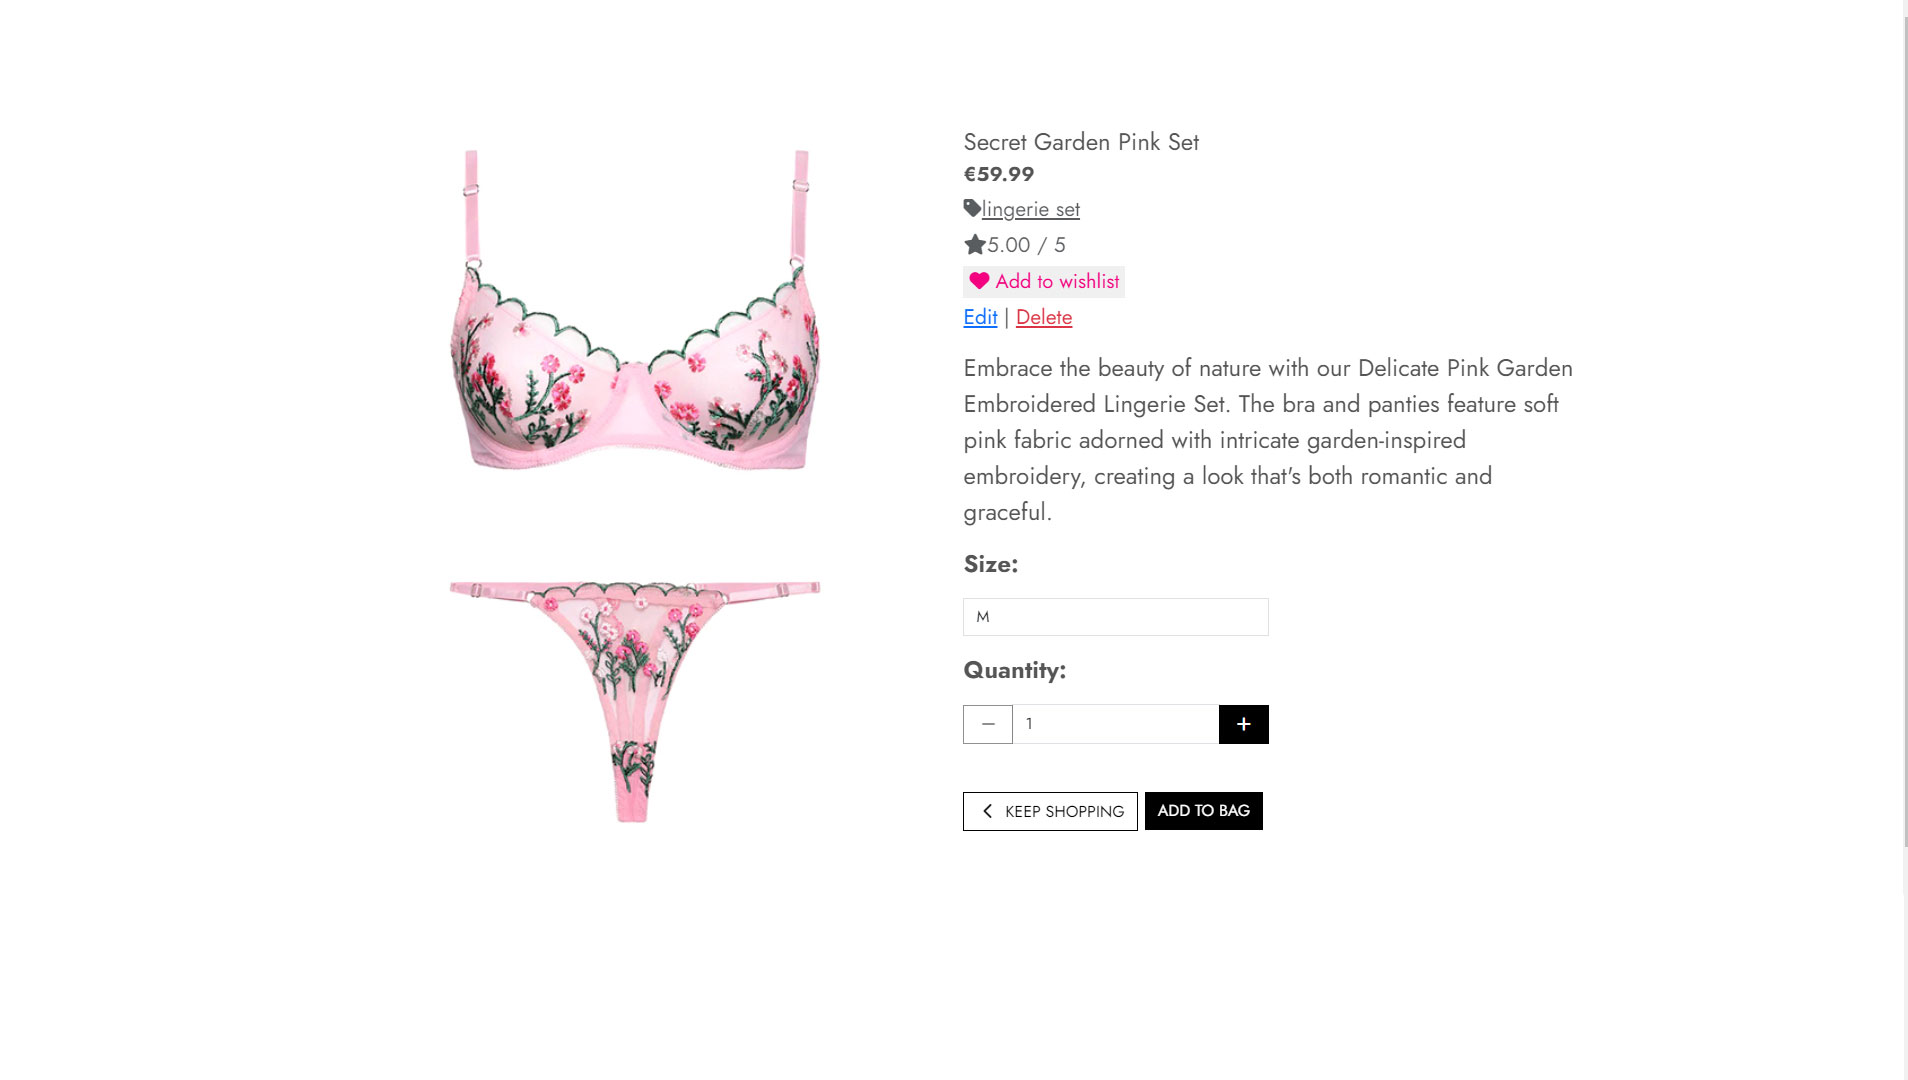 Secret Garden Pink Set
€59.99
lingerie set
5.00 / 5
Add to wishlist
Edit | Delete
Embrace the beauty of nature with our Delicate Pink Garden
Embroidered Lingerie Set. The bra and panties feature soft
pink fabric adorned with intricate garden-inspired
embroidery, creating a look that's both romantic and
graceful.
Size:
M
Quantity:
1
KEEP SHOPPING ADD TO BAG